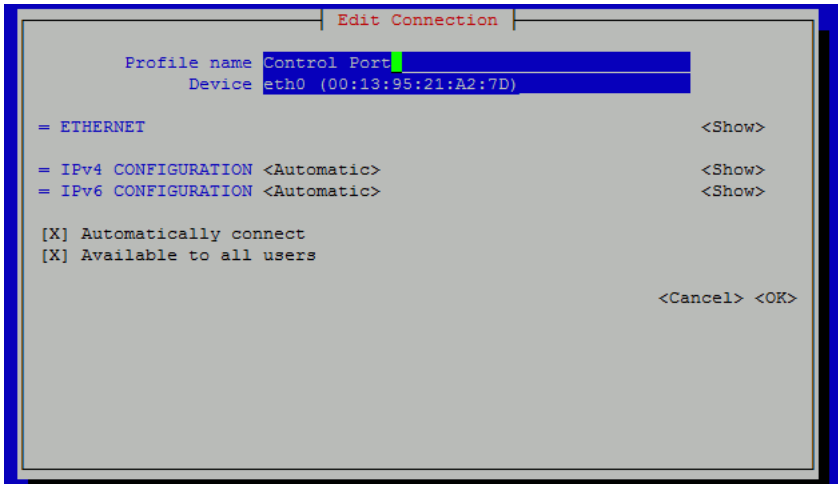 Edit Connection
Profile name Control Port
Device eth0 (00:13:95:21:A2:7D)
= ETHERNET <Show>
= IPv4 CONFIGURATION <Automatic> <Show>
= IPv6 CONFIGURATION <Automatic> <Show>
[X] Automatically connect
[X] Available to all users
<Cancel> <OK>